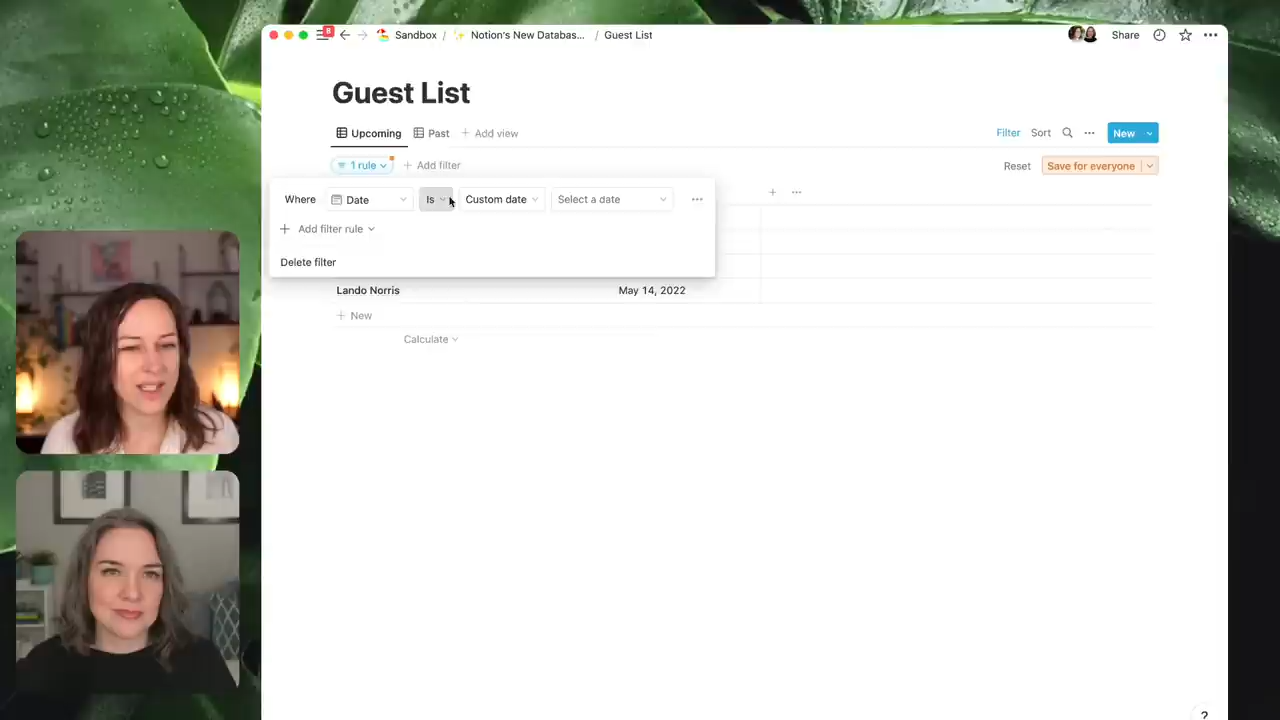 8
Sandbox / ✨ Notion's New Databas... / Guest List
Share
Guest List
Upcoming
Past
+ Add view
Filter
Sort
New
1 rule
+ Add filter
Reset
Save for everyone
Where
Date
Is
Custom date
Select a date
+ Add filter rule
Delete filter
Lando Norris
May 14, 2022
+ New
Calculate
?